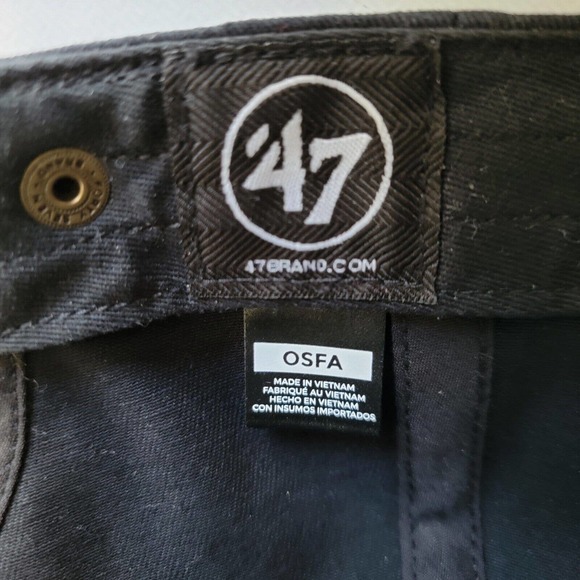 '47
47BRAND.COM
OSFA
MADE IN VIETNAM
FABRIQUÉ AU VIETNAM
HECHO EN VIETNAM
CON INSUMOS IMPORTADOS